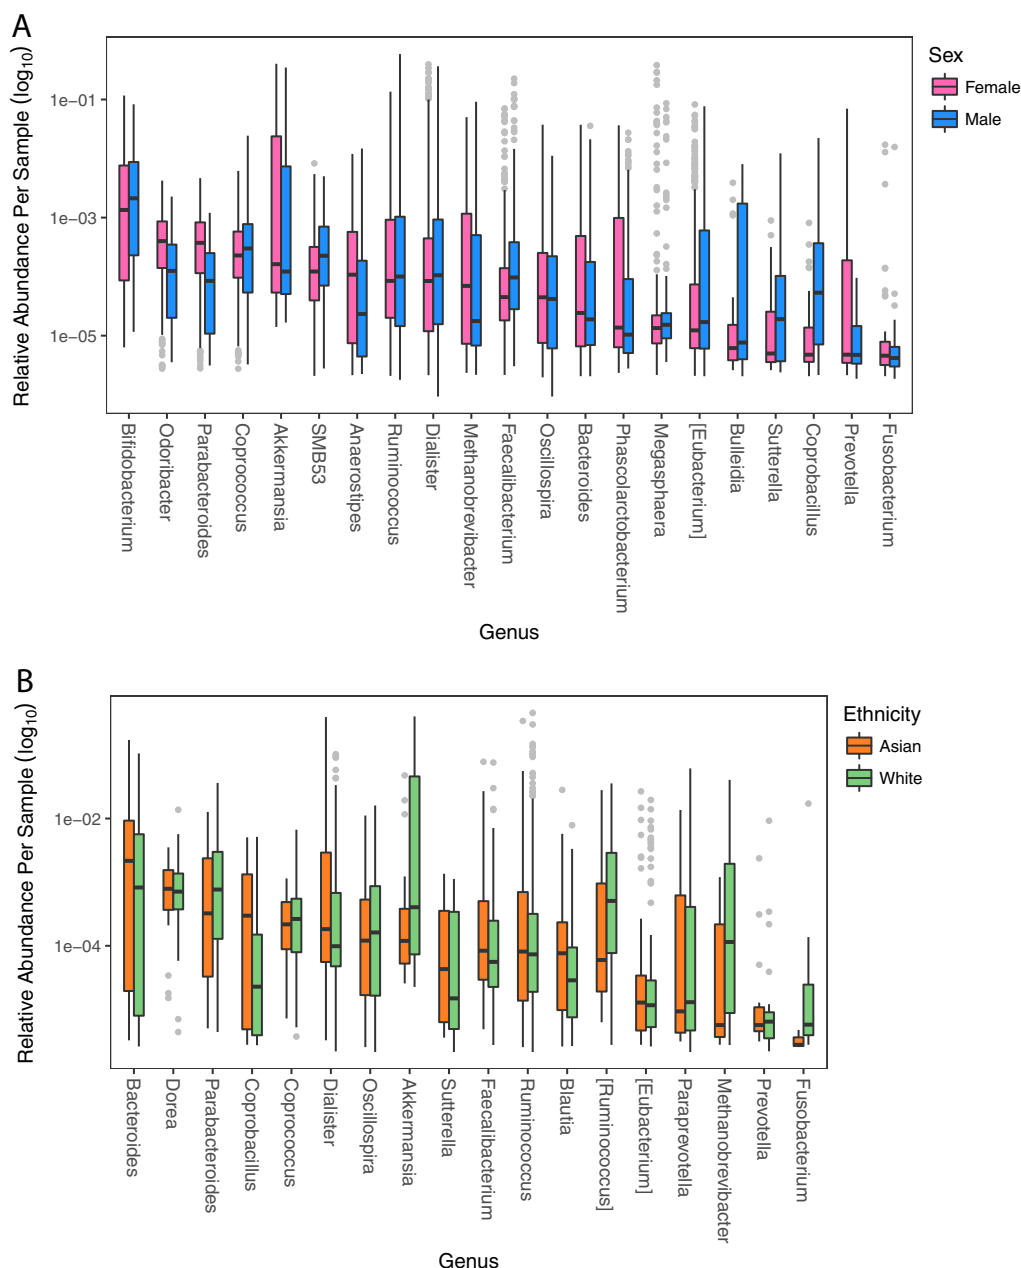 A
Relative Abundance Per Sample (log10)
1e−01
1e−03
1e−05
Sex
Female
Male
Bifidobacterium
Odoribacter
Parabacteroides
Coprococcus
Akkermansia
SMB53
Anaerostipes
Ruminococcus
Dialister
Methanobrevibacter
Faecalibacterium
Oscillospira
Bacteroides
Phascolarctobacterium
Megasphaera
[Eubacterium]
Bulleidia
Sutterella
Coprobacillus
Prevotella
Fusobacterium
Genus
B
Relative Abundance Per Sample (log10)
1e−02
1e−04
Ethnicity
Asian
White
Bacteroides
Dorea
Parabacteroides
Coprobacillus
Coprococcus
Dialister
Oscillospira
Akkermansia
Sutterella
Faecalibacterium
Ruminococcus
Blautia
[Ruminococcus]
[Eubacterium]
Paraprevotella
Methanobrevibacter
Prevotella
Fusobacterium
Genus